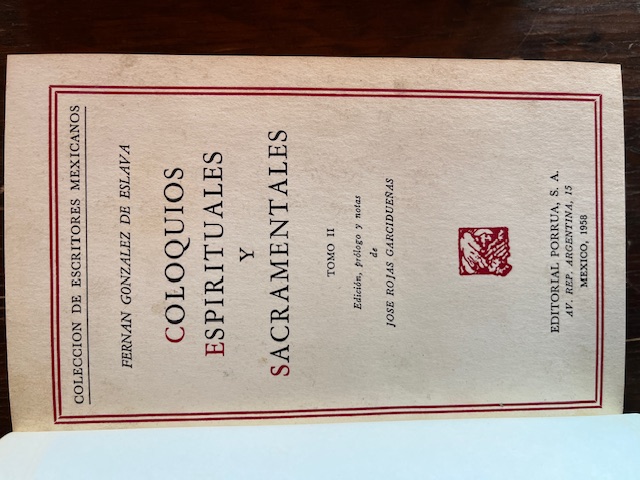 COLECCION DE ESCRITORES MEXICANOS
FERNAN GONZALEZ DE ESLAVA
COLOQUIOS
ESPIRITUALES
Y
SACRAMENTALES
TOMO II
Edición, prólogo y notas
de
JOSE ROJAS GARCIDUEÑAS
EDITORIAL PORRUA, S. A.
AV. REP. ARGENTINA, 15
MEXICO, 1958